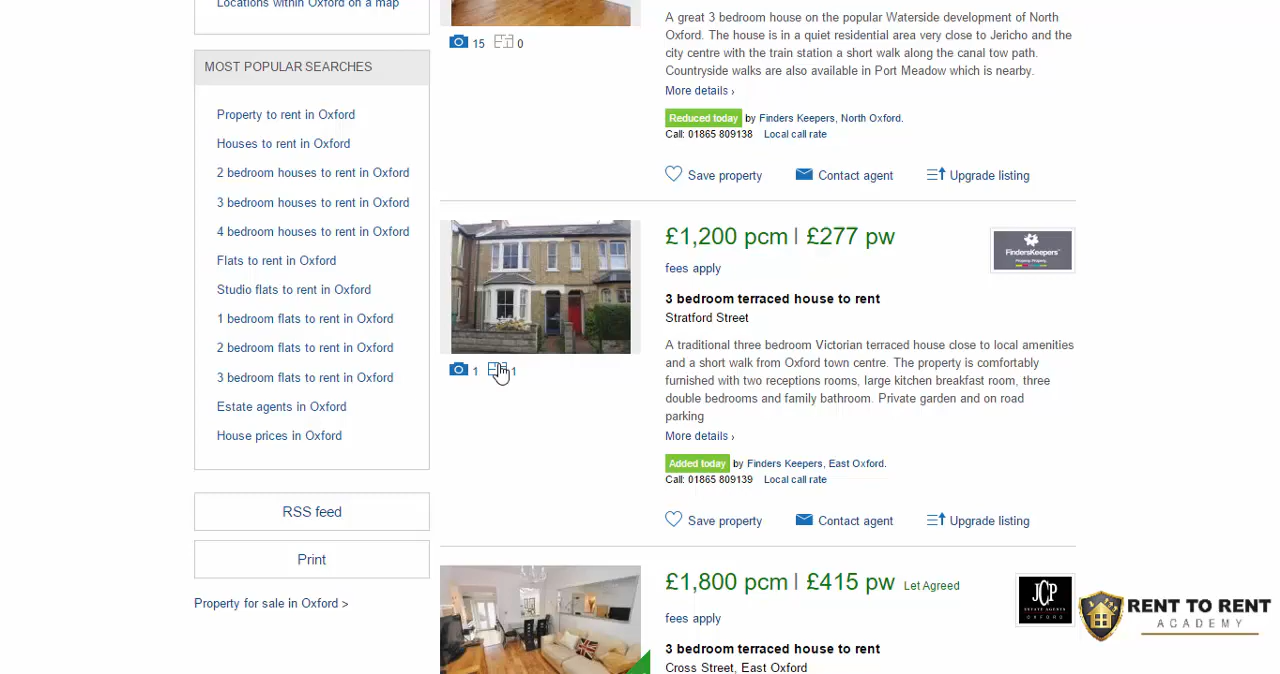 Locations within Oxford on a map
MOST POPULAR SEARCHES
Property to rent in Oxford
Houses to rent in Oxford
2 bedroom houses to rent in Oxford
3 bedroom houses to rent in Oxford
4 bedroom houses to rent in Oxford
Flats to rent in Oxford
Studio flats to rent in Oxford
1 bedroom flats to rent in Oxford
2 bedroom flats to rent in Oxford
3 bedroom flats to rent in Oxford
Estate agents in Oxford
House prices in Oxford
RSS feed
Print
Property for sale in Oxford >
15 0
A great 3 bedroom house on the popular Waterside development of North
Oxford. The house is in a quiet residential area very close to Jericho and the
city centre with the train station a short walk along the canal tow path.
Countryside walks are also available in Port Meadow which is nearby.
More details ›
Reduced today by Finders Keepers, North Oxford.
Call: 01865 809138 Local call rate
Save property Contact agent Upgrade listing
1 1
£1,200 pcm | £277 pw
fees apply
FindersKeepers
3 bedroom terraced house to rent
Stratford Street
A traditional three bedroom Victorian terraced house close to local amenities
and a short walk from Oxford town centre. The property is comfortably
furnished with two receptions rooms, large kitchen breakfast room, three
double bedrooms and family bathroom. Private garden and on road
parking
More details ›
Added today by Finders Keepers, East Oxford.
Call: 01865 809139 Local call rate
Save property Contact agent Upgrade listing
£1,800 pcm | £415 pw Let Agreed
fees apply
JCP
ESTATE AGENTS
OXFORD
3 bedroom terraced house to rent
Cross Street, East Oxford
RENT TO RENT
ACADEMY